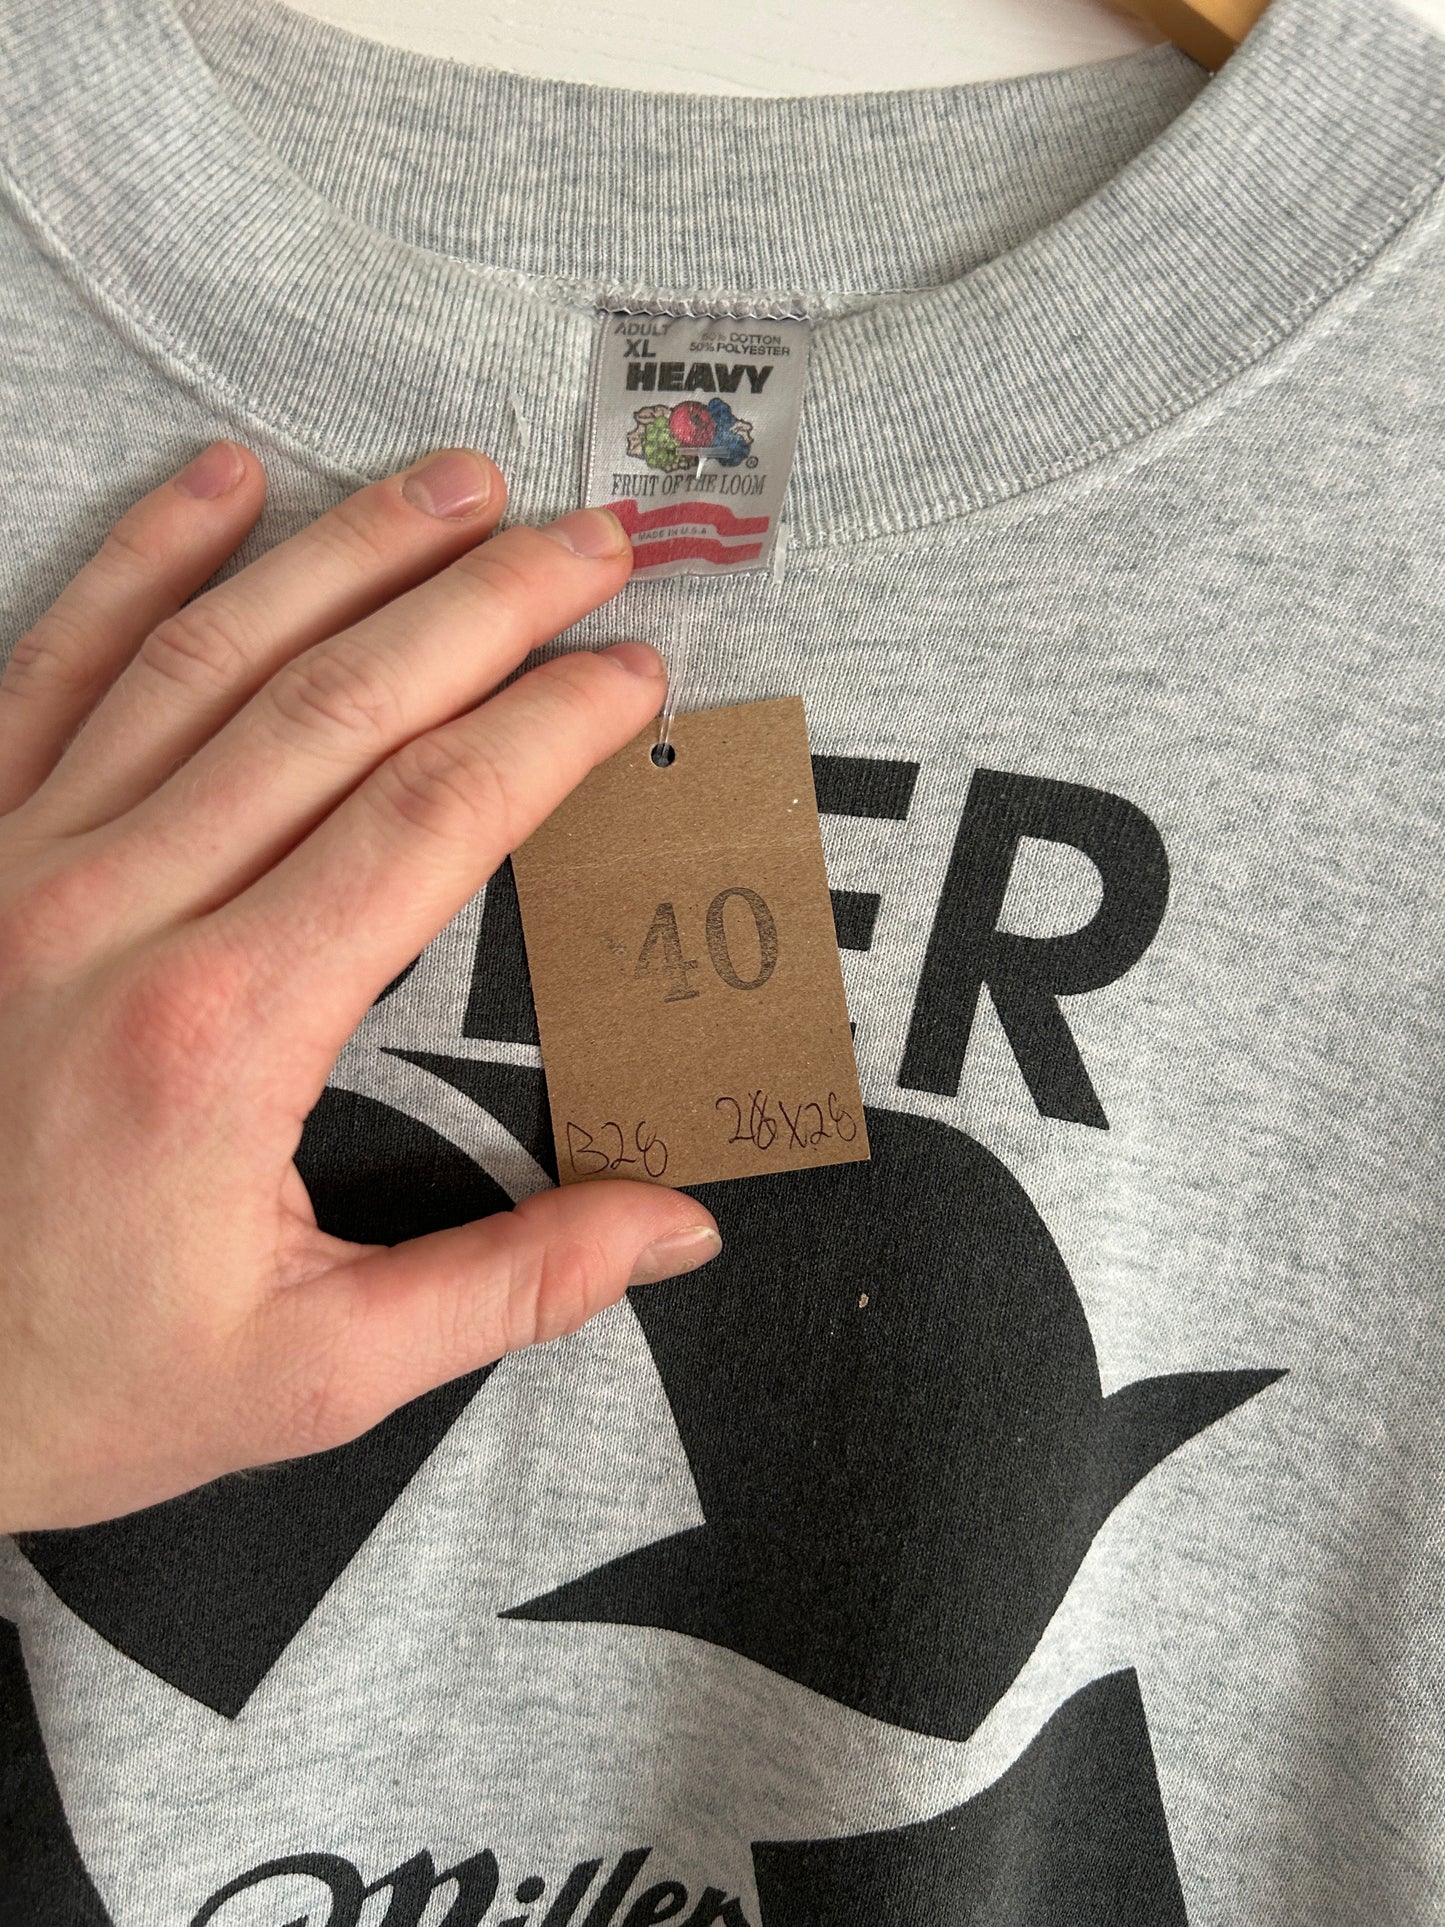 ADULT
XL
50% COTTON
50% POLYESTER
HEAVY
FRUIT OF THE LOOM
®
MADE IN U.S.A
ER
40
B28
28X28
Miller